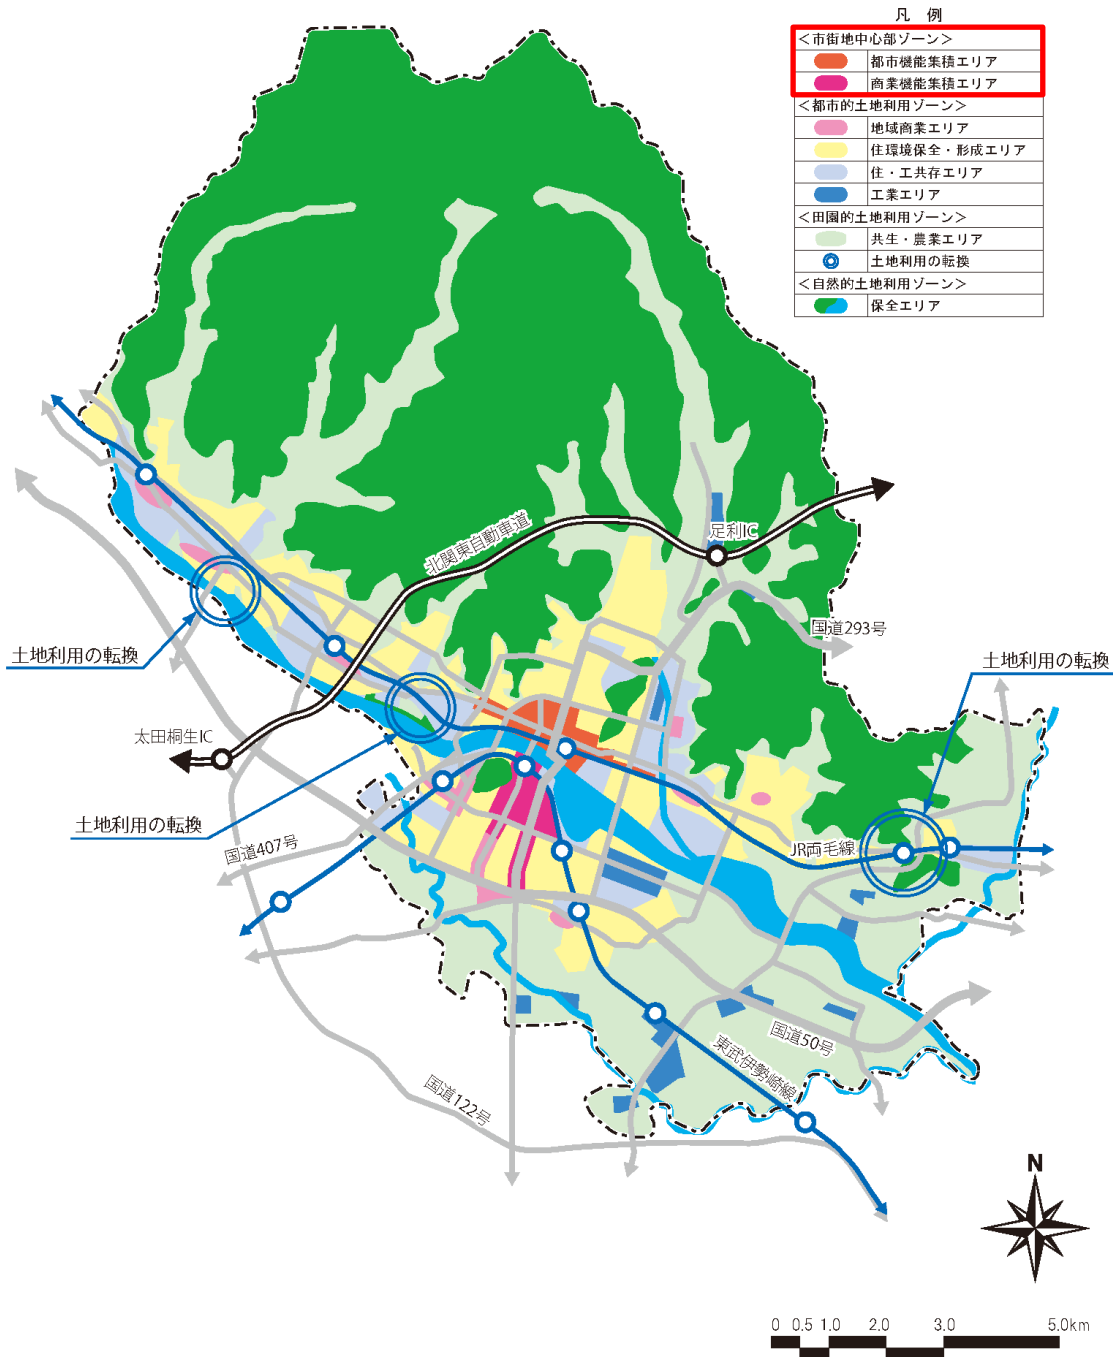 凡 例
＜市街地中心部ゾーン＞
都市機能集積エリア
商業機能集積エリア
＜都市的土地利用ゾーン＞
地域商業エリア
住環境保全・形成エリア
住・工共存エリア
工業エリア
＜田園的土地利用ゾーン＞
共生・農業エリア
土地利用の転換
＜自然的土地利用ゾーン＞
保全エリア
北関東自動車道
足利IC
国道293号
土地利用の転換
土地利用の転換
太田桐生IC
土地利用の転換
国道407号
JR両毛線
国道50号
東武伊勢崎線
国道122号
N
0 0.5 1.0 2.0 3.0 5.0km